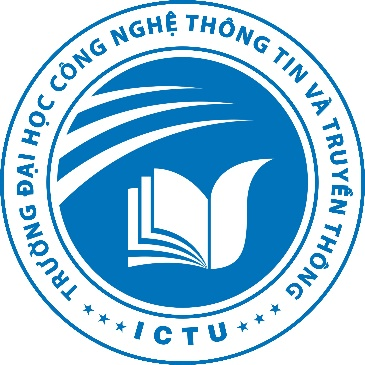 TRƯỜNG ĐẠI HỌC CÔNG NGHỆ THÔNG TIN VÀ TRUYỀN THÔNG
ICTU